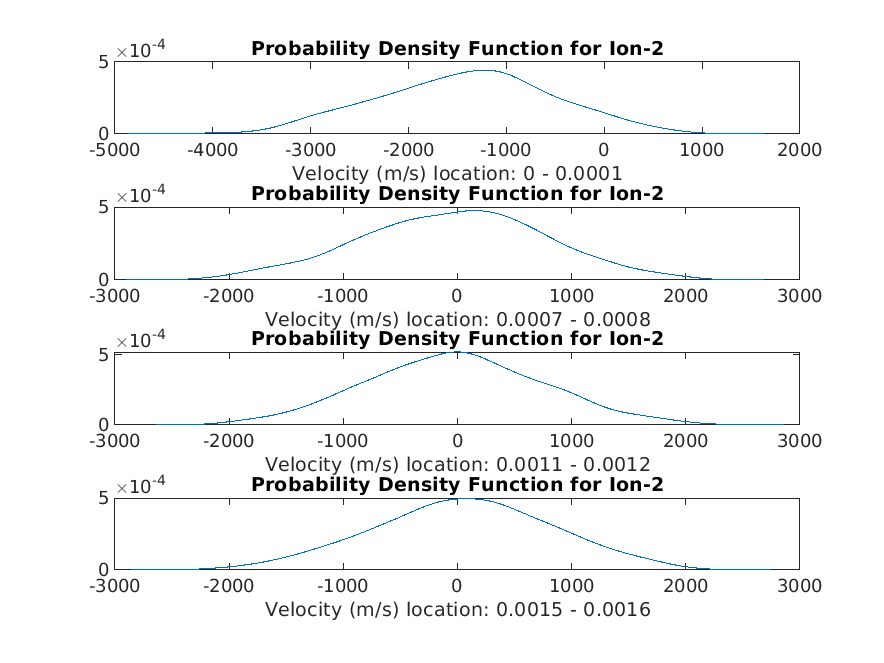 ×10-4
Probability Density Function for Ion-2
5
0
-5000 -4000 -3000 -2000 -1000 0 1000 2000
Velocity (m/s) location: 0 - 0.0001
×10-4
Probability Density Function for Ion-2
5
0
-3000 -2000 -1000 0 1000 2000 3000
Velocity (m/s) location: 0.0007 - 0.0008
×10-4
Probability Density Function for Ion-2
5
0
-3000 -2000 -1000 0 1000 2000 3000
Velocity (m/s) location: 0.0011 - 0.0012
×10-4
Probability Density Function for Ion-2
5
0
-3000 -2000 -1000 0 1000 2000 3000
Velocity (m/s) location: 0.0015 - 0.0016